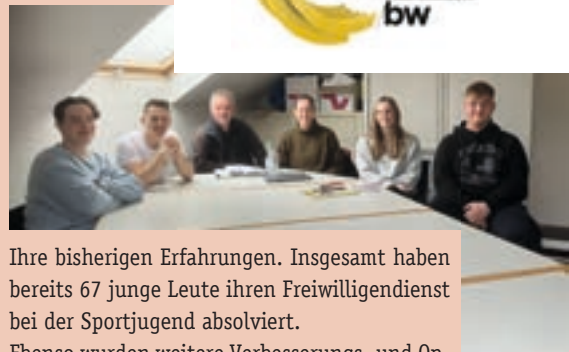 bw
Ihre bisherigen Erfahrungen. Insgesamt haben
bereits 67 junge Leute ihren Freiwilligendienst
bei der Sportjugend absolviert.
Ebenso wurden weitere Verbesserungs- und Op-